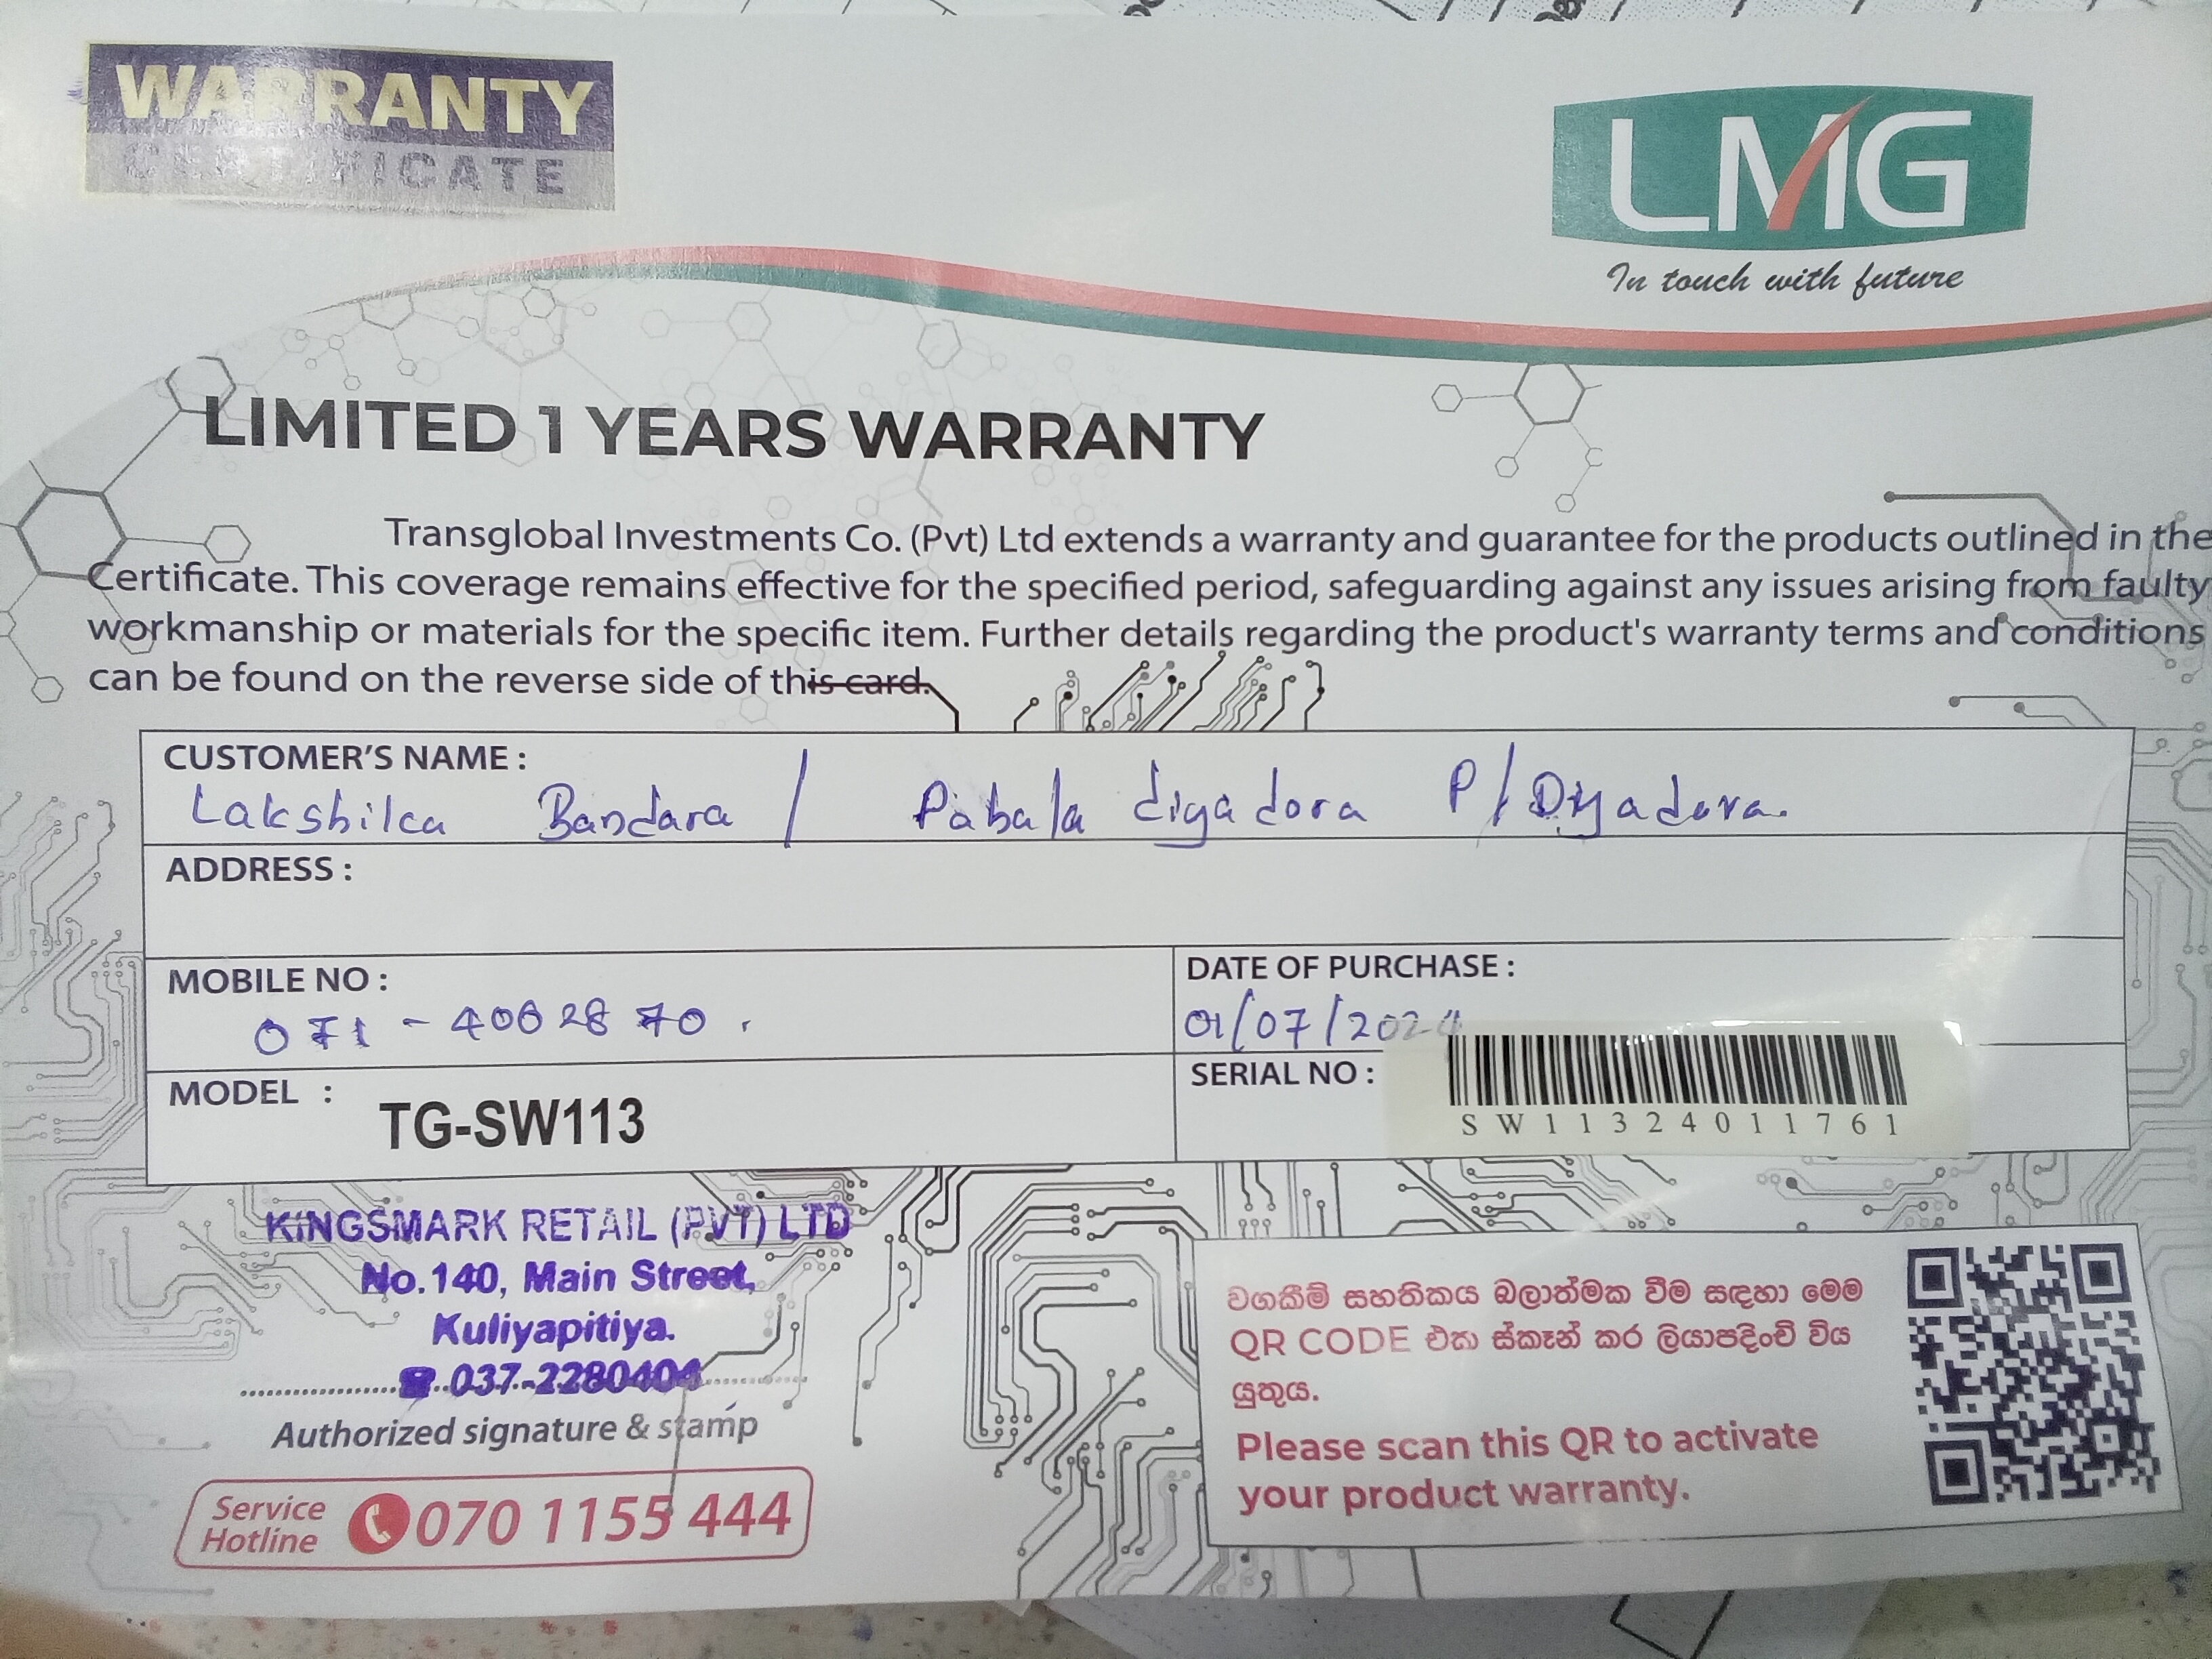 WARRANTY
CERTIFICATE
LMG
In touch with future
LIMITED 1 YEARS WARRANTY
Transglobal Investments Co. (Pvt) Ltd extends a warranty and guarantee for the products outlined in the
Certificate. This coverage remains effective for the specified period, safeguarding against any issues arising from faulty
workmanship or materials for the specific item. Further details regarding the product's warranty terms and conditions
can be found on the reverse side of this card.
CUSTOMER'S NAME :
Lakshilca Bandara / Pabala digadora P/Diyadora.
ADDRESS :
MOBILE NO :
071 - 4002870.
DATE OF PURCHASE :
01/07/2024
MODEL :
TG-SW113
SERIAL NO :
SW11324011761
KINGSMARK RETAIL (PVT) LTD
No.140, Main Street,
Kuliyapitiya.
☎ 037-2280404
Authorized signature & stamp
Service
Hotline
070 1155 444
වගකීම් සහතිකය බලාත්මක වීම සඳහා මෙම
QR CODE එක ස්කෑන් කර ලියාපදිංචි විය
යුතුය.
Please scan this QR to activate
your product warranty.